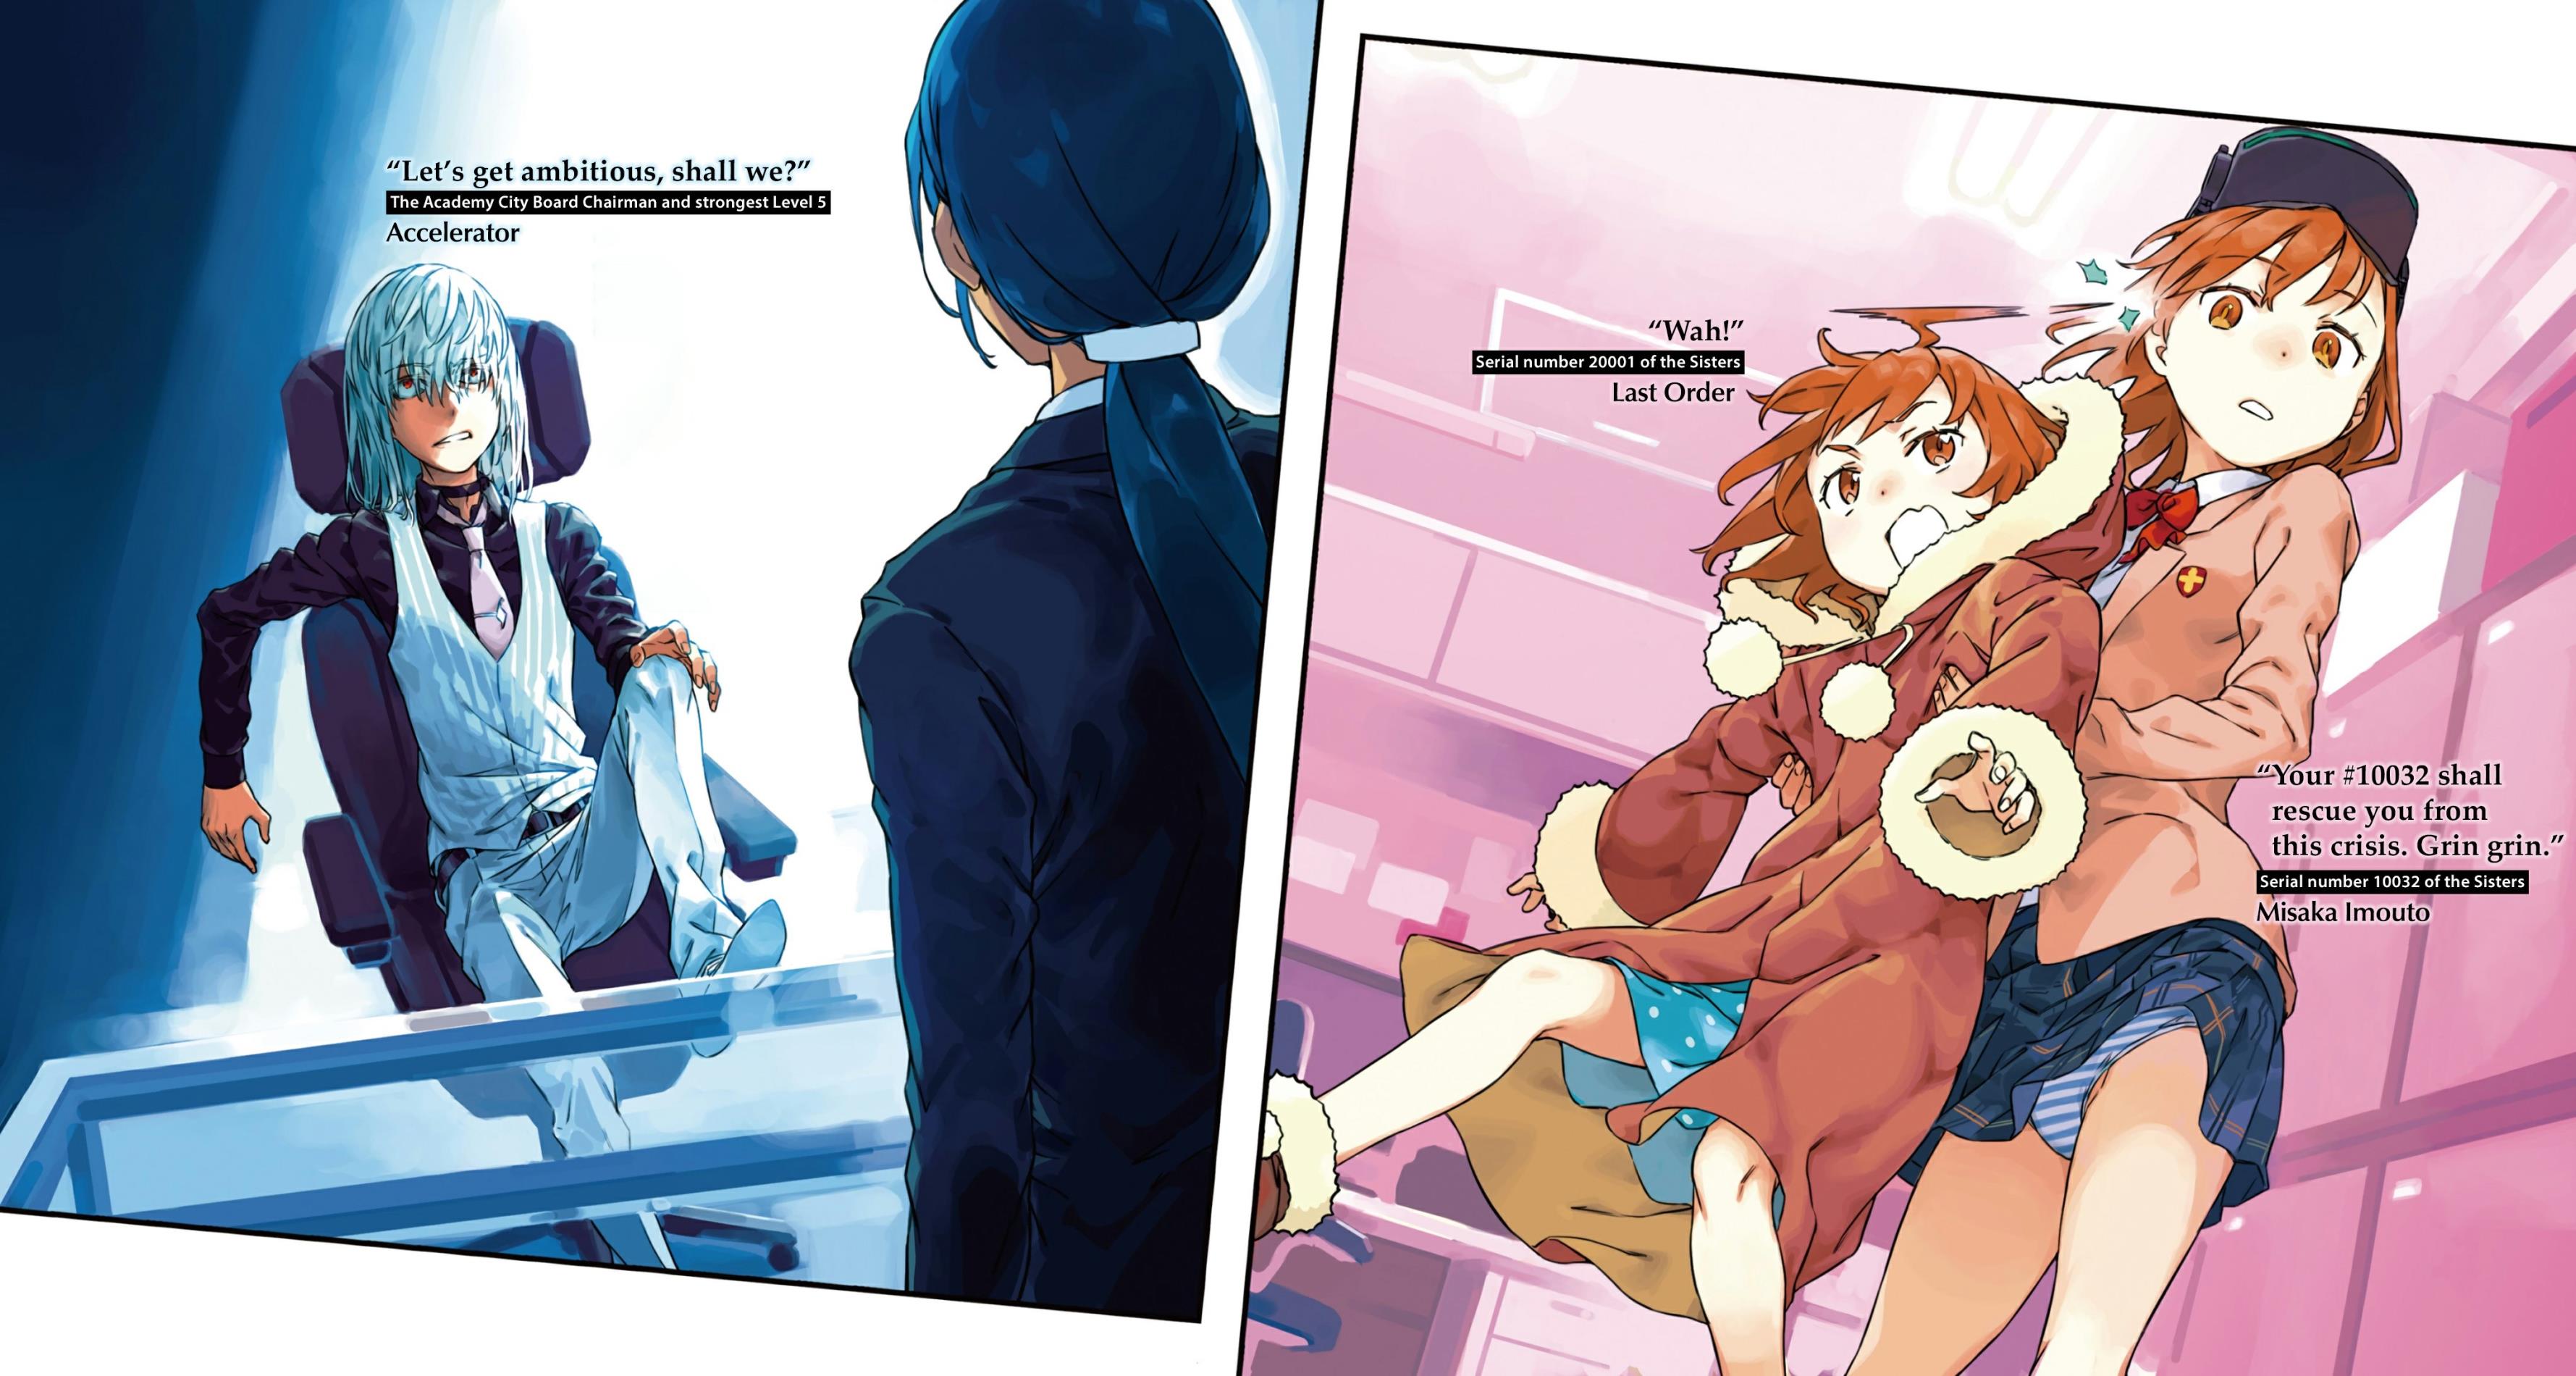 “Let’s get ambitious, shall we?”
The Academy City Board Chairman and strongest Level 5
Accelerator
“Wah!”
Serial number 20001 of the Sisters
Last Order
“Your #10032 shall
rescue you from
this crisis. Grin grin.”
Serial number 10032 of the Sisters
Misaka Imouto